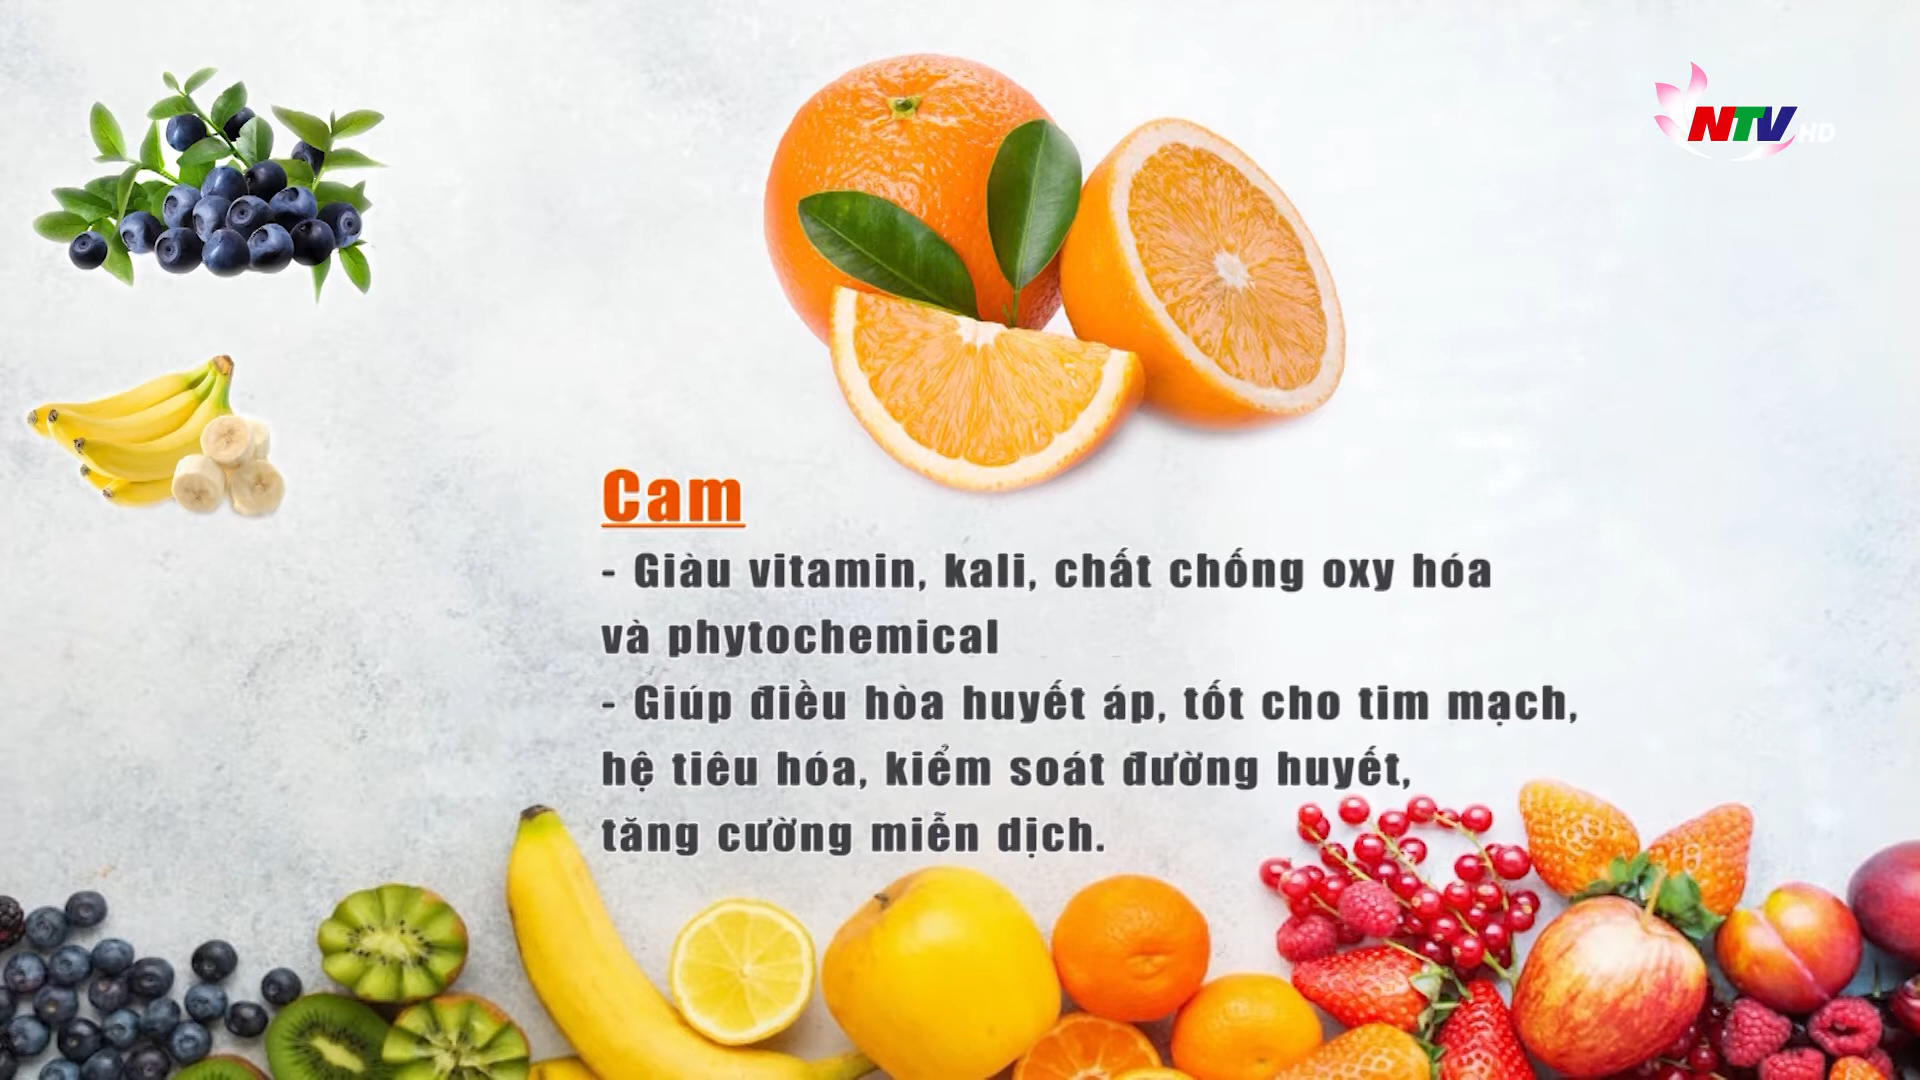 NTV HD
Cam
- Giàu vitamin, kali, chất chống oxy hóa
và phytochemical
- Giúp điều hòa huyết áp, tốt cho tim mạch,
hệ tiêu hóa, kiểm soát đường huyết,
tăng cường miễn dịch.